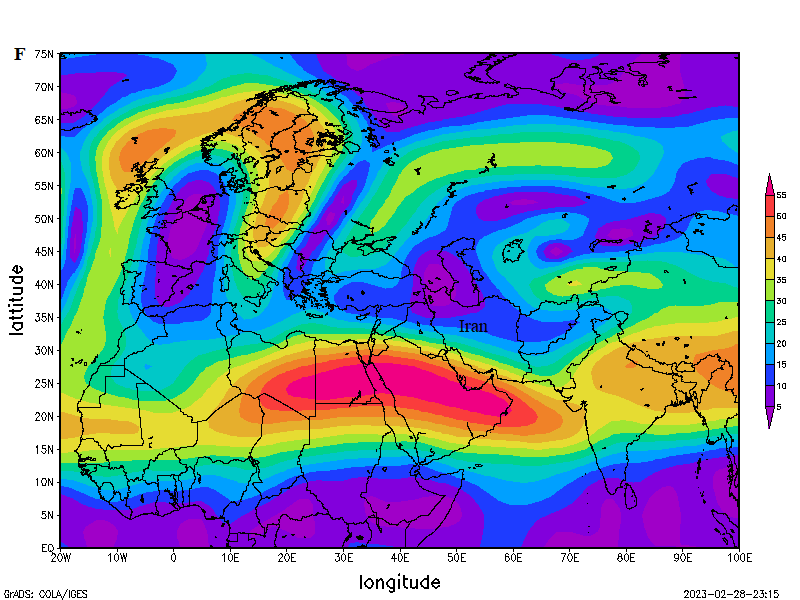 F
75N
70N
65N
60N
55N
50N
45N
40N
35N
30N
25N
20N
15N
10N
5N
EQ
20W 10W 0 10E 20E 30E 40E 50E 60E 70E 80E 90E 100E
lattitude
longitude
Iran
55
50
45
40
35
30
25
20
15
10
5
GrADS: COLA/IGES
2023-02-28-23:15